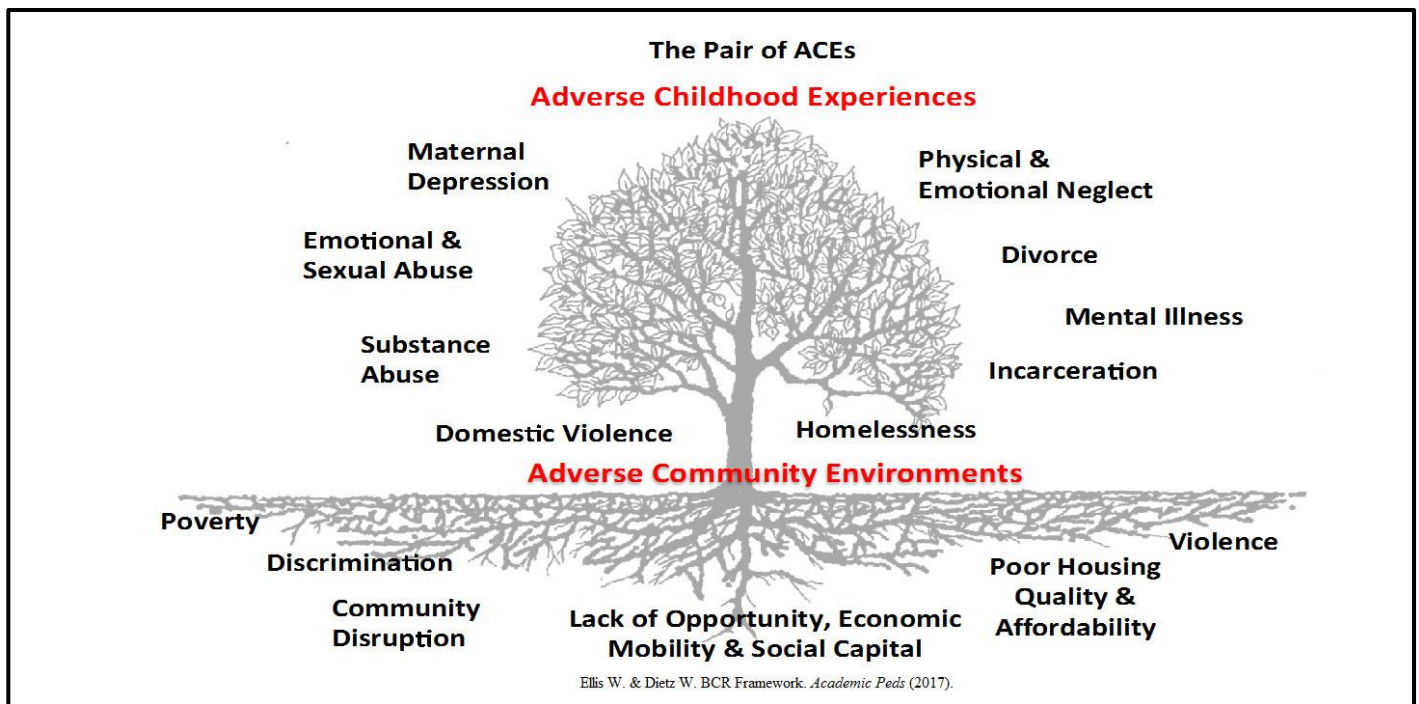 The Pair of ACEs
Adverse Childhood Experiences
Maternal
Depression
Physical &
Emotional Neglect
Emotional &
Sexual Abuse
Divorce
Mental Illness
Substance
Abuse
Incarceration
Domestic Violence
Homelessness
Adverse Community Environments
Poverty
Violence
Discrimination
Poor Housing
Quality &
Affordability
Community
Disruption
Lack of Opportunity, Economic
Mobility & Social Capital
Ellis W. & Dietz W. BCR Framework. Academic Peds (2017).